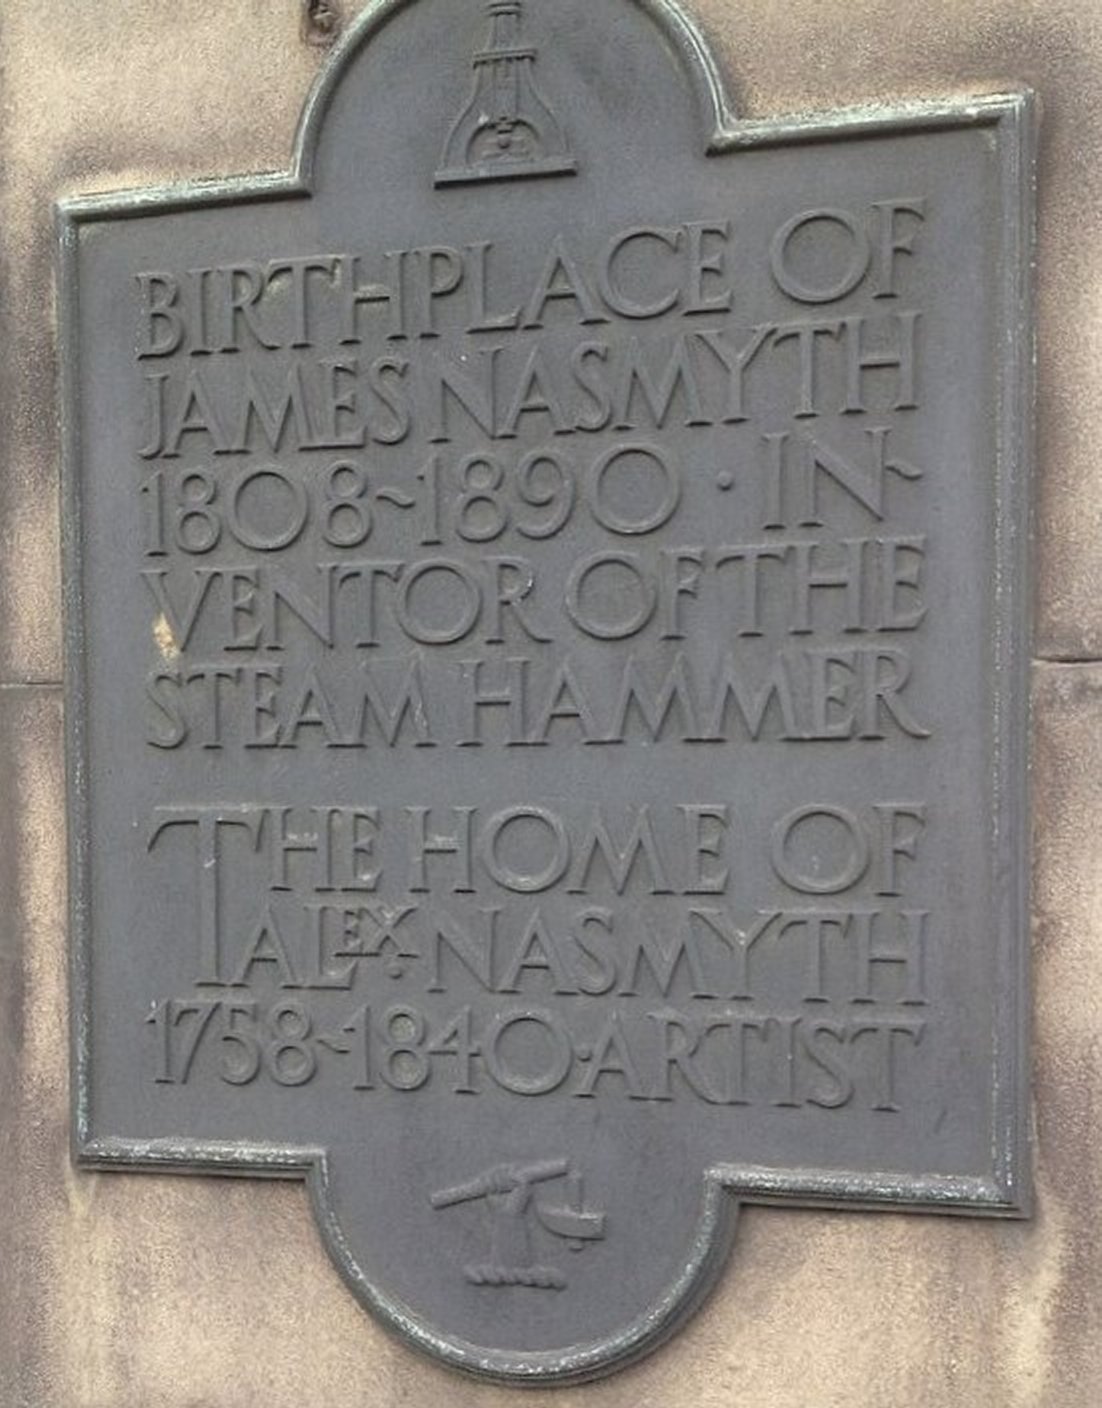 BIRTHPLACE OF
JAMES NASMYTH
1808~1890 · IN~
VENTOR OF THE
STEAM HAMMER
THE HOME OF
ALEX. NASMYTH
1758~1840·ARTIST